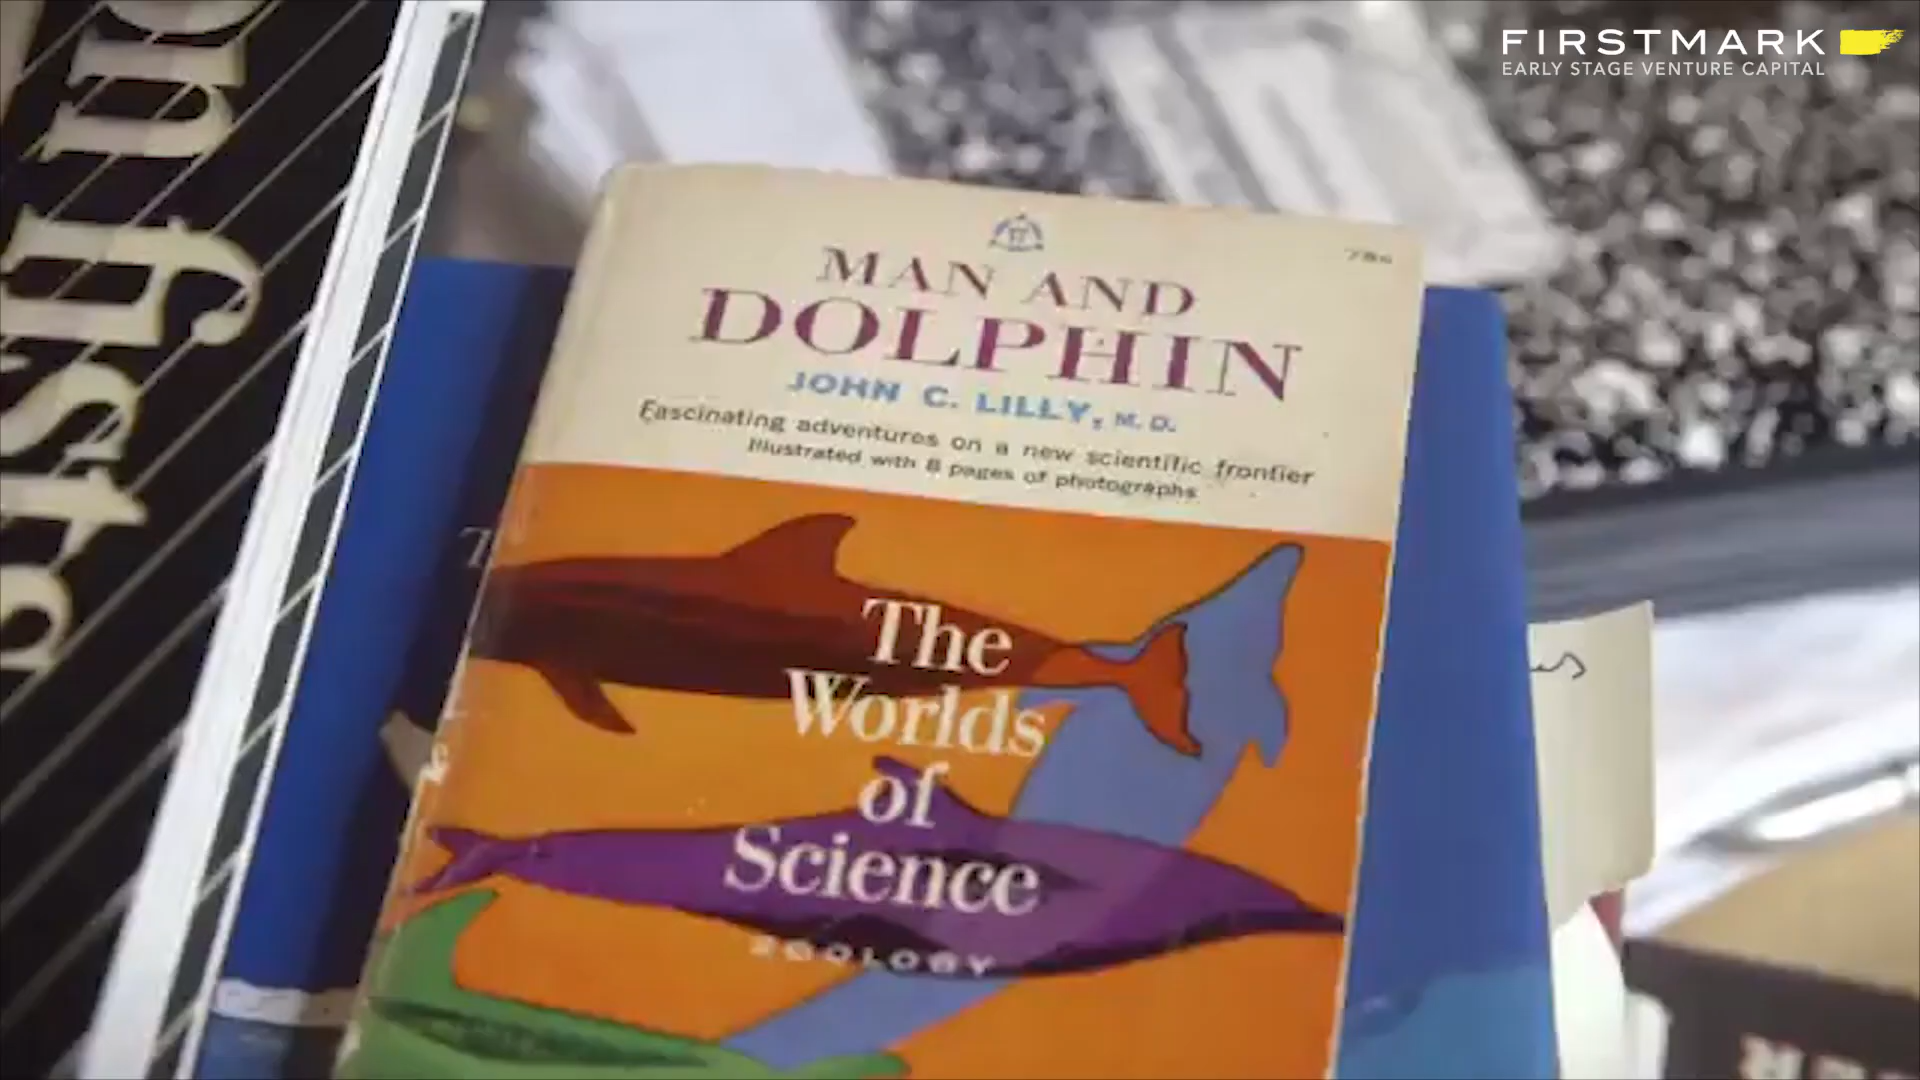 FIRSTMARK
EARLY STAGE VENTURE CAPITAL
MAN AND
DOLPHIN
JOHN C. LILLY, M.D.
Fascinating adventures on a new scientific frontier
Illustrated with 8 pages of photographs
The
Worlds
of
Science
ZOOLOGY